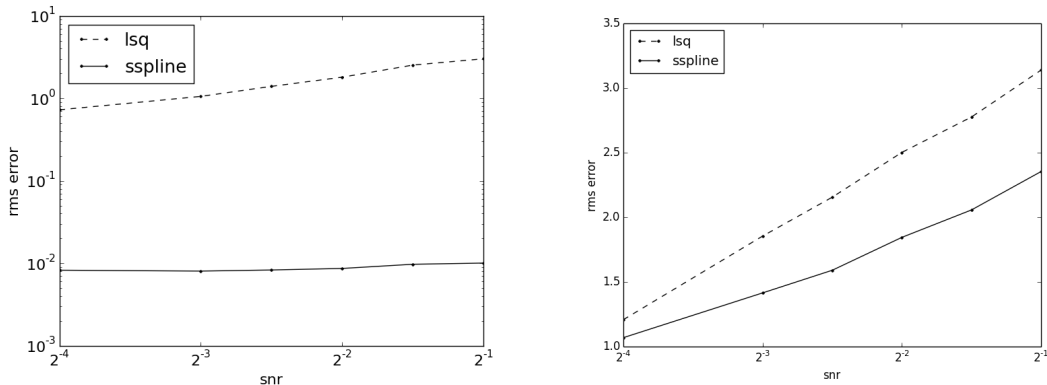 10^1
10^0
10^-1
10^-2
10^-3
rms error
lsq
sspline
2^-4
2^-3
2^-2
2^-1
snr
3.5
3.0
2.5
2.0
1.5
1.0
rms error
lsq
sspline
2^-4
2^-3
2^-2
2^-1
snr